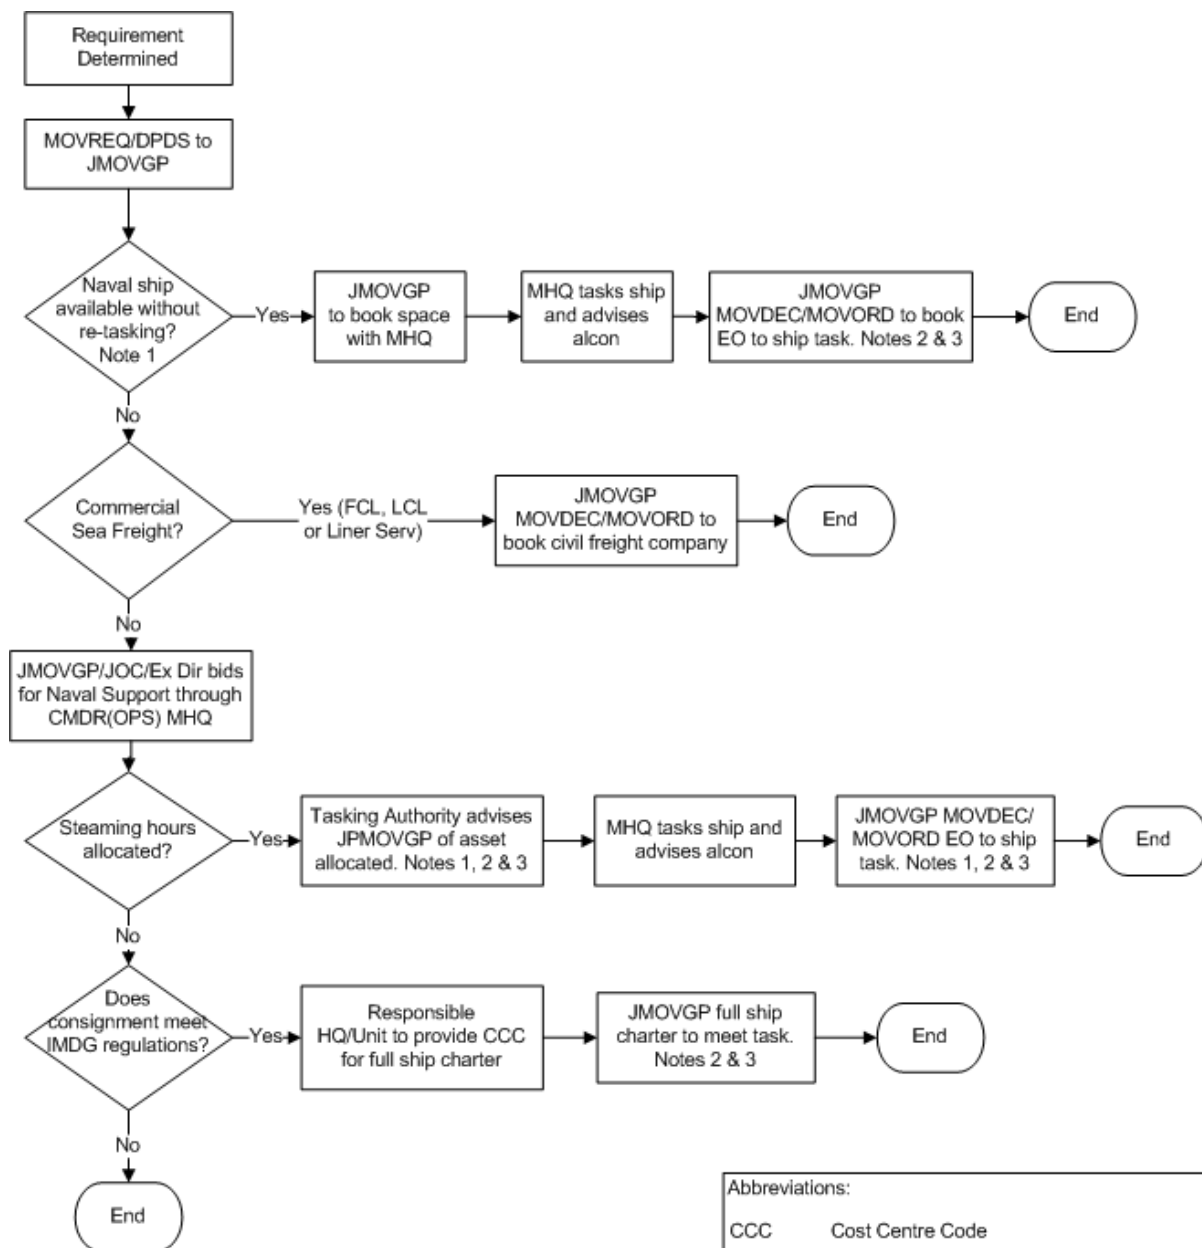 Requirement
Determined
MOVREQ/DPDS to
JMOVGP
Naval ship
available without
re-tasking?
Note 1
Yes
JMOVGP
to book space
with MHQ
MHQ tasks ship
and advises
alcon
JMOVGP
MOVDEC/MOVORD to book
EO to ship task. Notes 2 & 3
End
No
Commercial
Sea Freight?
Yes (FCL, LCL
or Liner Serv)
JMOVGP
MOVDEC/MOVORD to
book civil freight company
End
No
JMOVGP/JOC/Ex Dir bids
for Naval Support through
CMDR(OPS) MHQ
Steaming hours
allocated?
Yes
Tasking Authority advises
JPMOVGP of asset
allocated. Notes 1, 2 & 3
MHQ tasks ship and
advises alcon
JMOVGP MOVDEC/
MOVORD EO to ship
task. Notes 1, 2 & 3
End
No
Does
consignment meet
IMDG regulations?
Yes
Responsible
HQ/Unit to provide CCC
for full ship charter
JMOVGP full ship
charter to meet task.
Notes 2 & 3
End
No
End
Abbreviations:
CCC Cost Centre Code